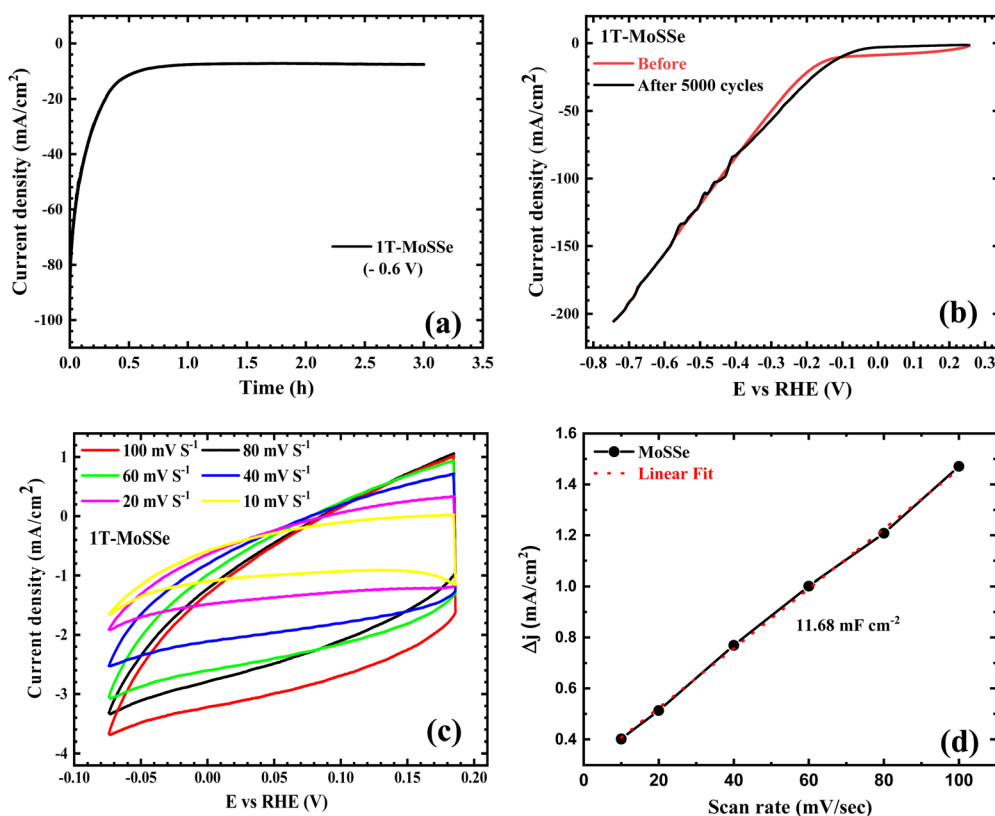 0
-20
-40
-60
-80
-100
Current density (mA/cm²)
1T-MoSSe
(- 0.6 V)
(a)
0.0 0.5 1.0 1.5 2.0 2.5 3.0 3.5
Time (h)
0
-50
-100
-150
-200
Current density (mA/cm²)
1T-MoSSe
Before
After 5000 cycles
(b)
-0.8 -0.7 -0.6 -0.5 -0.4 -0.3 -0.2 -0.1 0.0 0.1 0.2 0.3
E vs RHE (V)
1
0
-1
-2
-3
-4
Current density (mA/cm²)
100 mV S⁻¹ 80 mV S⁻¹
60 mV S⁻¹ 40 mV S⁻¹
20 mV S⁻¹ 10 mV S⁻¹
1T-MoSSe
(c)
-0.10 -0.05 0.00 0.05 0.10 0.15 0.20
E vs RHE (V)
1.6
1.4
1.2
1.0
0.8
0.6
0.4
Δj (mA/cm²)
MoSSe
Linear Fit
11.68 mF cm⁻²
(d)
20 40 60 80 100
Scan rate (mV/sec)